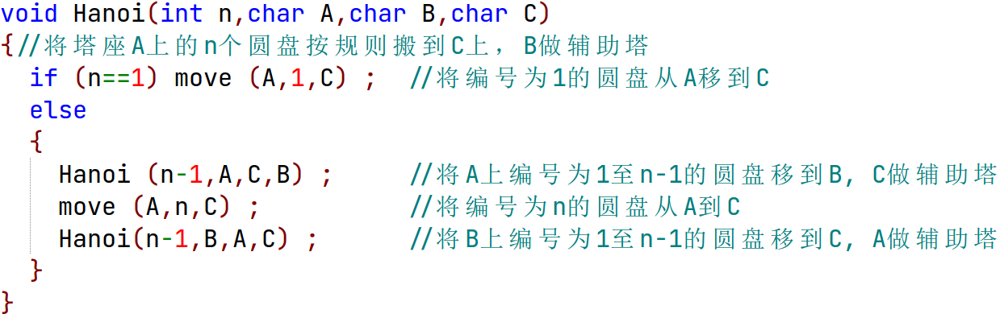 void Hanoi(int n,char A,char B,char C)
{//将塔座A上的n个圆盘按规则搬到C上，B做辅助塔
  if (n==1) move (A,1,C) ;  //将编号为1的圆盘从A移到C
  else
  {
    Hanoi (n-1,A,C,B) ;     //将A上编号为1至n-1的圆盘移到B, C做辅助塔
    move (A,n,C) ;          //将编号为n的圆盘从A到C
    Hanoi(n-1,B,A,C) ;      //将B上编号为1至n-1的圆盘移到C, A做辅助塔
  }
}